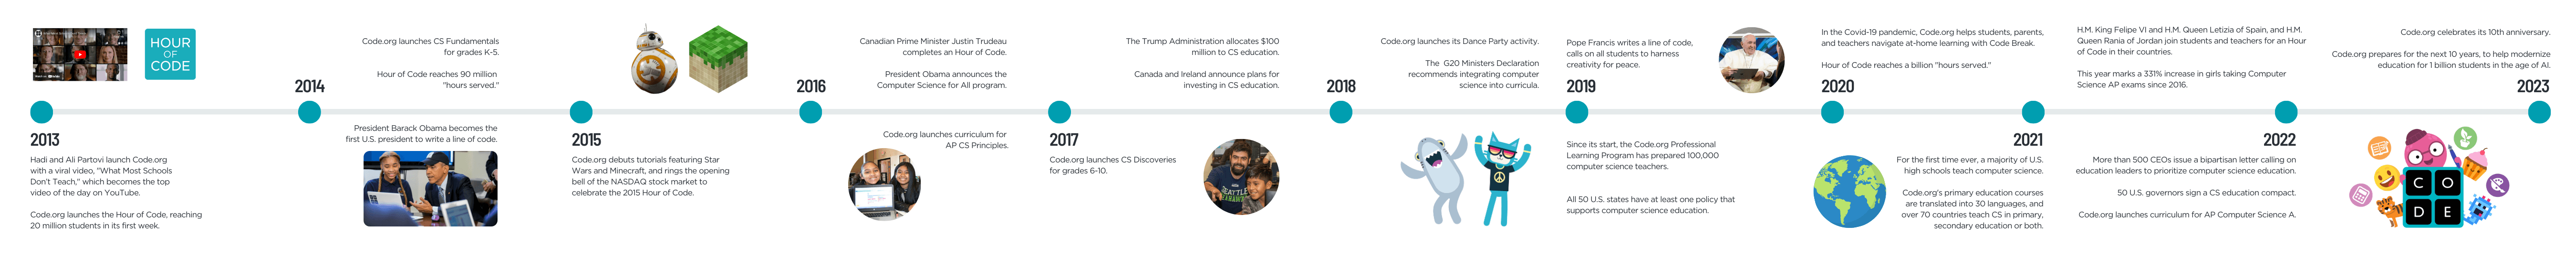 HOUR
OF
CODE
2013
Hadi and Ali Partovi launch Code.org
with a viral video, "What Most Schools
Don't Teach," which becomes the top
video of the day on YouTube.
Code.org launches the Hour of Code, reaching
20 million students in its first week.
Code.org launches CS Fundamentals
for grades K-5.
Hour of Code reaches 90 million
"hours served."
2014
President Barack Obama becomes the
first U.S. president to write a line of code.
2015
Code.org debuts tutorials featuring Star
Wars and Minecraft, and rings the opening
bell of the NASDAQ stock market to
celebrate the 2015 Hour of Code.
Canadian Prime Minister Justin Trudeau
completes an Hour of Code.
President Obama announces the
Computer Science for All program.
2016
Code.org launches curriculum for
AP CS Principles.
The Trump Administration allocates $100
million to CS education.
Canada and Ireland announce plans for
investing in CS education.
2017
Code.org launches CS Discoveries
for grades 6-10.
SEATTLE
Code.org launches its Dance Party activity.
The G20 Ministers Declaration
recommends integrating computer
science into curricula.
2018
Pope Francis writes a line of code,
calls on all students to harness
creativity for peace.
2019
Since its start, the Code.org Professional
Learning Program has prepared 100,000
computer science teachers.
All 50 U.S. states have at least one policy that
supports computer science education.
In the Covid-19 pandemic, Code.org helps students, parents,
and teachers navigate at-home learning with Code Break.
Hour of Code reaches a billion "hours served."
2020
2021
For the first time ever, a majority of U.S.
high schools teach computer science.
Code.org's primary education courses
are translated into 30 languages, and
over 70 countries teach CS in primary,
secondary education or both.
H.M. King Felipe VI and H.M. Queen Letizia of Spain, and H.M.
Queen Rania of Jordan join students and teachers for an Hour
of Code in their countries.
This year marks a 331% increase in girls taking Computer
Science AP exams since 2016.
2022
More than 500 CEOs issue a bipartisan letter calling on
education leaders to prioritize computer science education.
50 U.S. governors sign a CS education compact.
Code.org launches curriculum for AP Computer Science A.
Code.org celebrates its 10th anniversary.
Code.org prepares for the next 10 years, to help modernize
education for 1 billion students in the age of AI.
2023
C O
D E